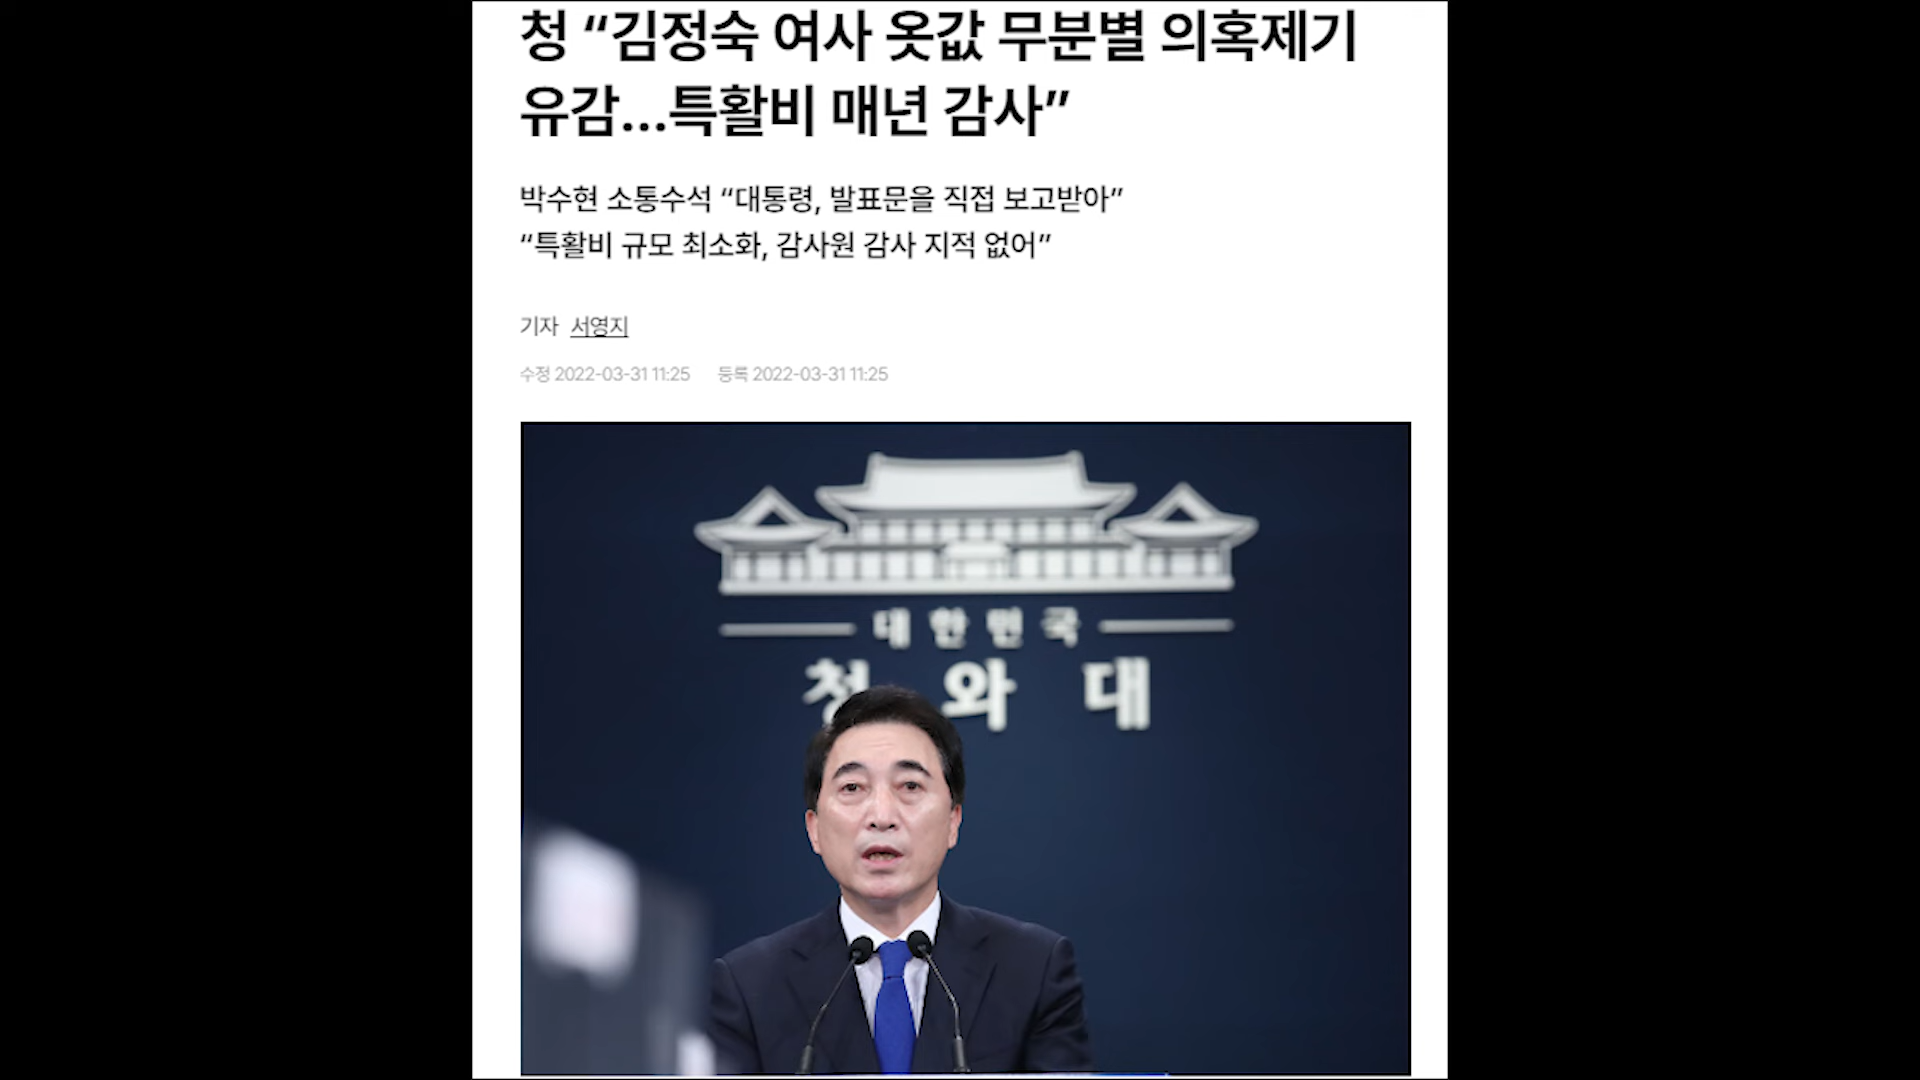 청 “김정숙 여사 옷값 무분별 의혹제기
유감…특활비 매년 감사”
박수현 소통수석 “대통령, 발표문을 직접 보고받아”
“특활비 규모 최소화, 감사원 감사 지적 없어”
기자 서영지
수정 2022-03-31 11:25 등록 2022-03-31 11:25
대한민국
청와대